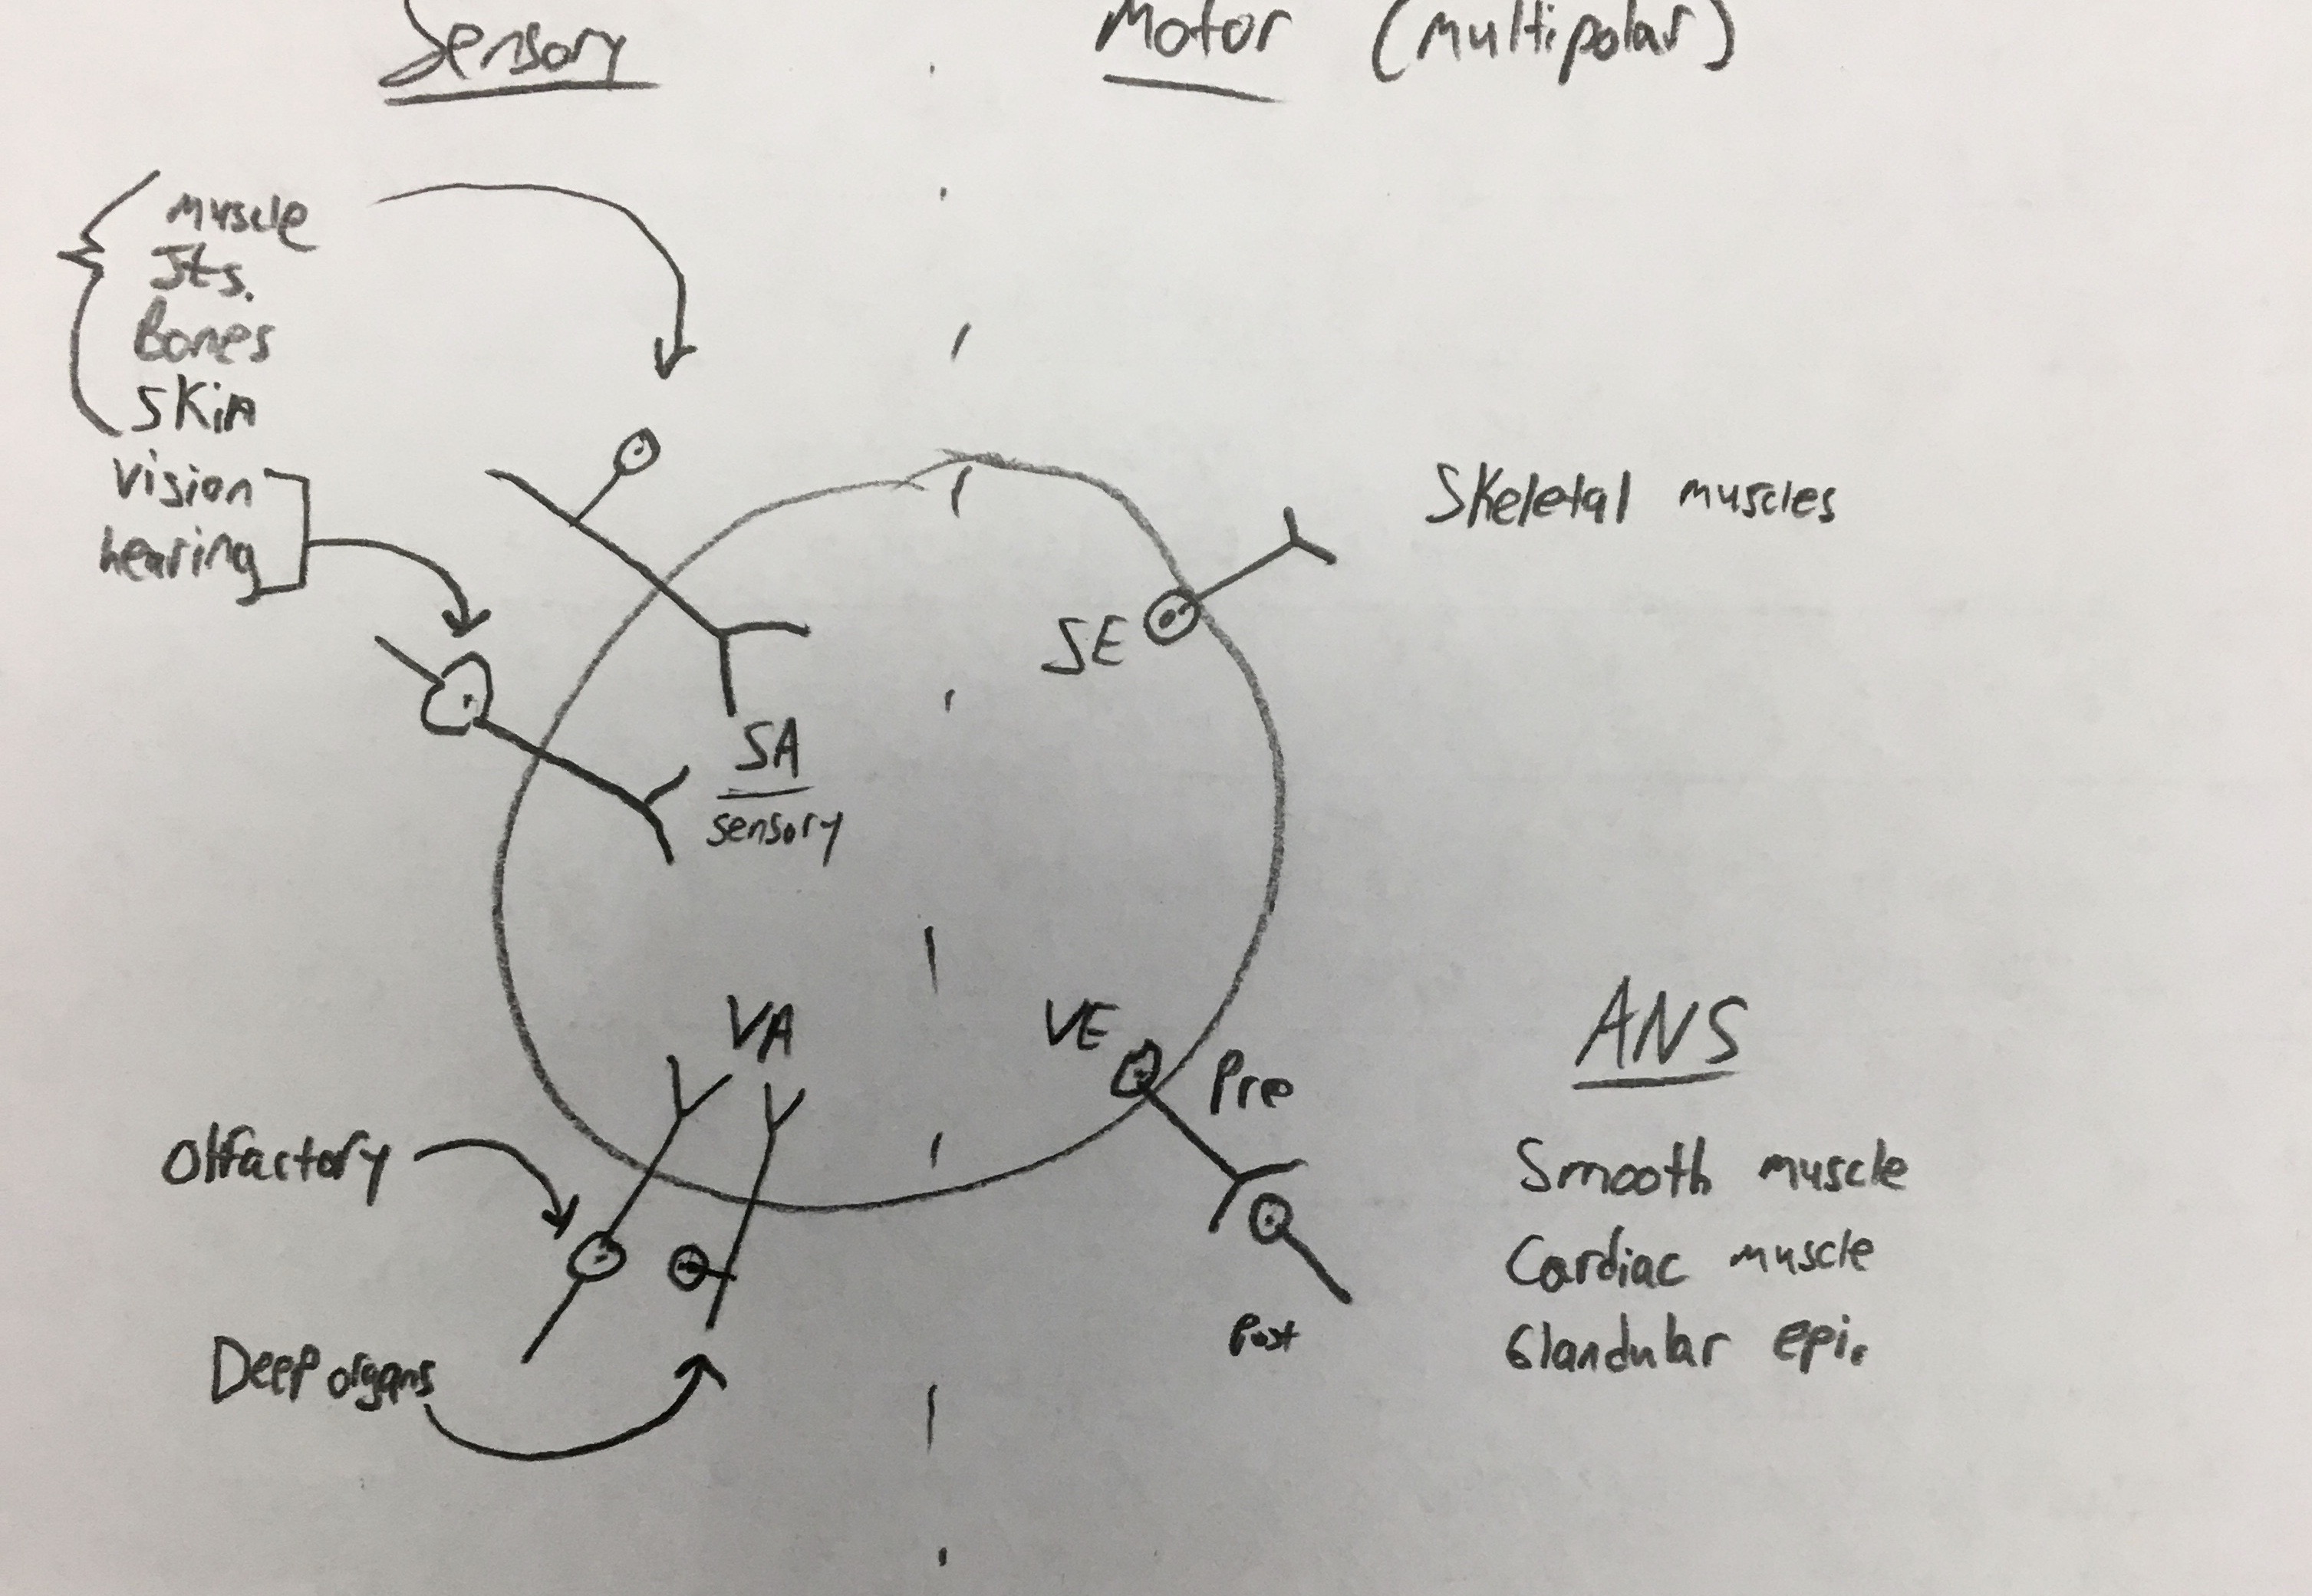 Sensory
Motor (multipolar)
muscle
Jts.
Bones
Skin
vision
hearing
Skeletal muscles
SE
SA
sensory
VA
VE
Pre
Post
ANS
Smooth muscle
Cardiac muscle
Glandular epi.
Olfactory
Deep organs